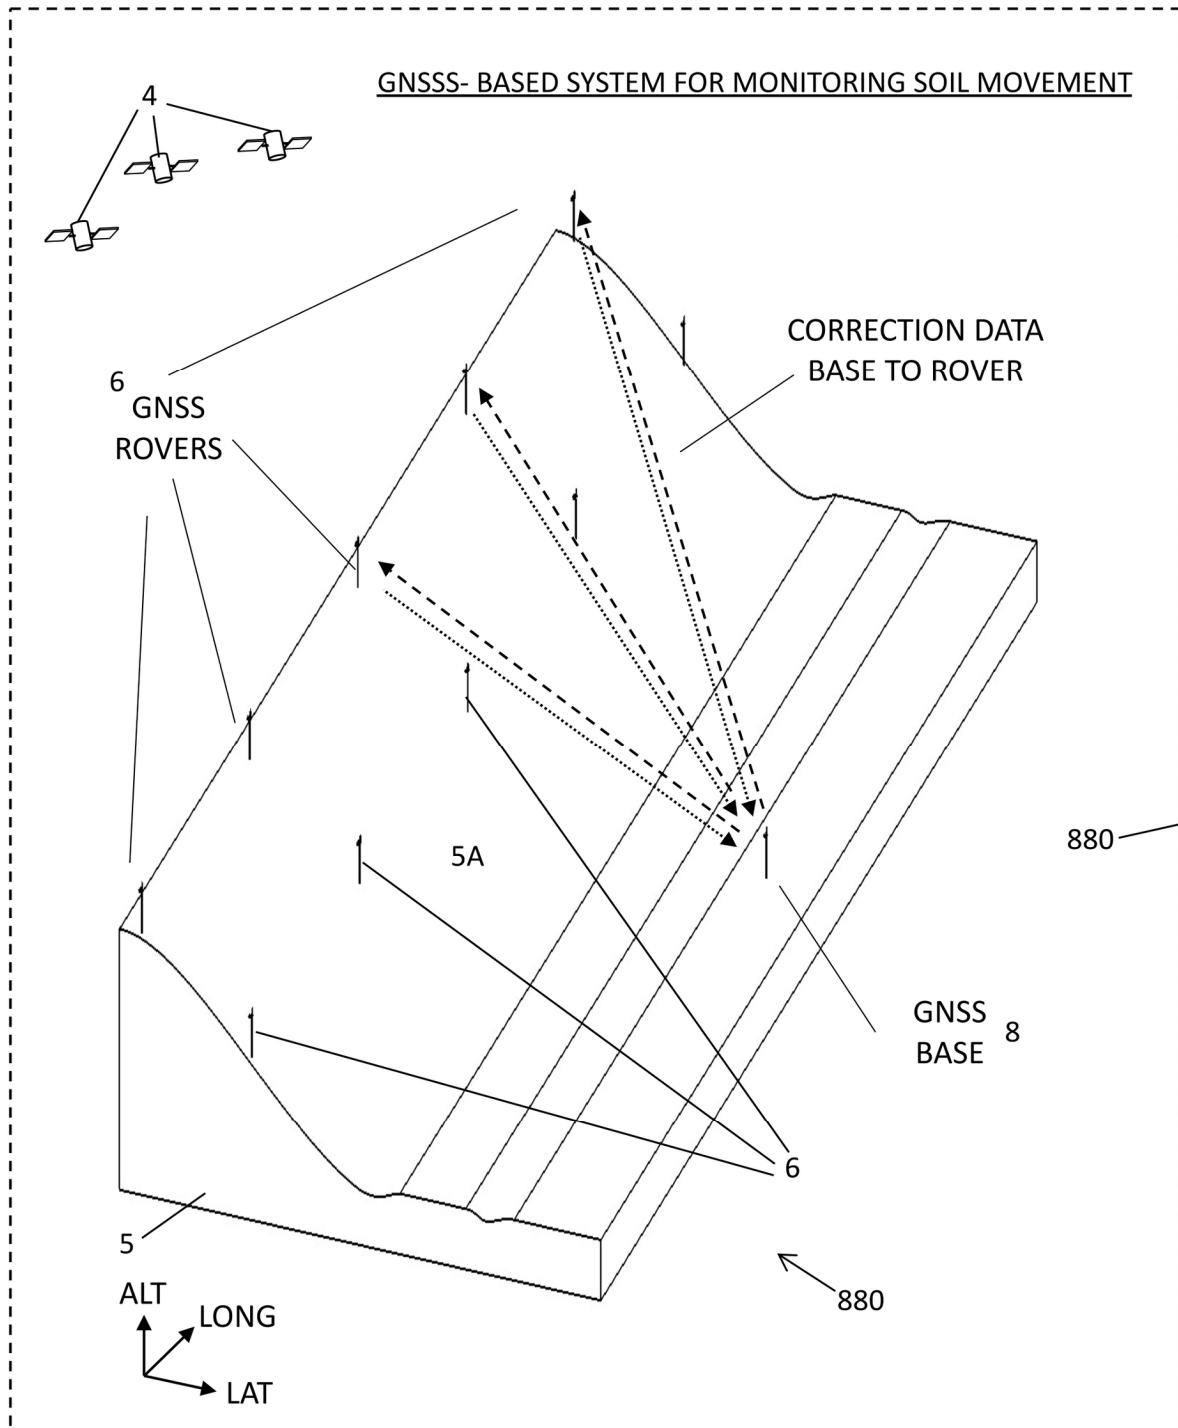 GNSSS- BASED SYSTEM FOR MONITORING SOIL MOVEMENT
4
CORRECTION DATA
BASE TO ROVER
6
GNSS
ROVERS
880
5A
GNSS
BASE
8
6
5
880
ALT
LONG
LAT